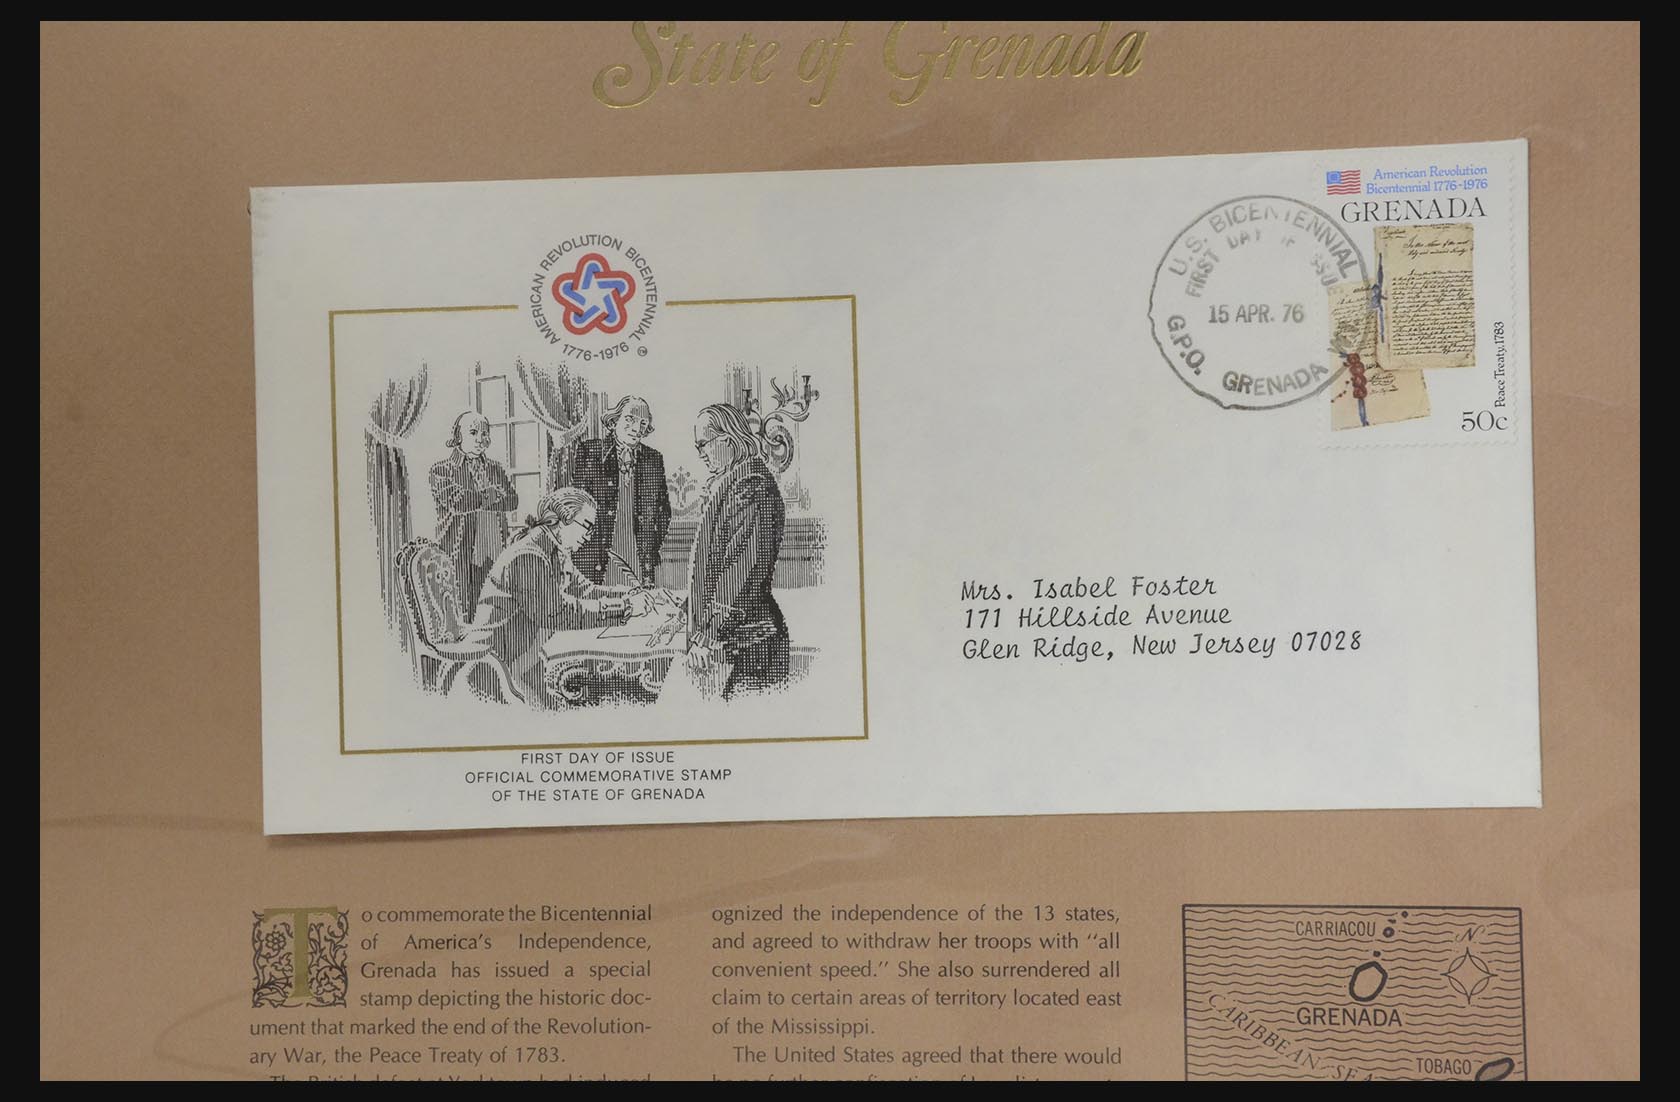 State of Grenada
AMERICAN REVOLUTION BICENTENNIAL
1776-1976
FIRST DAY OF ISSUE
OFFICIAL COMMEMORATIVE STAMP
OF THE STATE OF GRENADA
U.S. BICENTENNIAL
FIRST DAY OF ISSUE
15 APR. 76
G.P.O. GRENADA W.I.
American Revolution
Bicentennial 1776-1976
GRENADA
Peace Treaty, 1783
50c
Mrs. Isabel Foster
171 Hillside Avenue
Glen Ridge, New Jersey 07028
To commemorate the Bicentennial
of America's Independence,
Grenada has issued a special
stamp depicting the historic doc-
ument that marked the end of the Revolution-
ary War, the Peace Treaty of 1783.
ognized the independence of the 13 states,
and agreed to withdraw her troops with “all
convenient speed.” She also surrendered all
claim to certain areas of territory located east
of the Mississippi.
The United States agreed that there would
CARRIACOU
N
GRENADA
CARIBBEAN SEA
TOBAGO